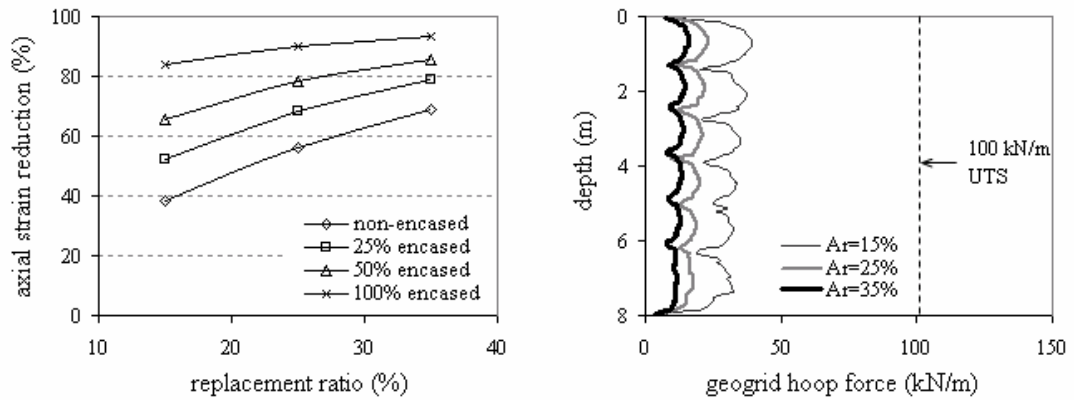 axial strain reduction (%)
100
80
60
40
20
0
10
20
30
40
replacement ratio (%)
non-encased
25% encased
50% encased
100% encased
depth (m)
0
2
4
6
8
0
50
100
150
geogrid hoop force (kN/m)
100 kN/m
UTS
Ar=15%
Ar=25%
Ar=35%